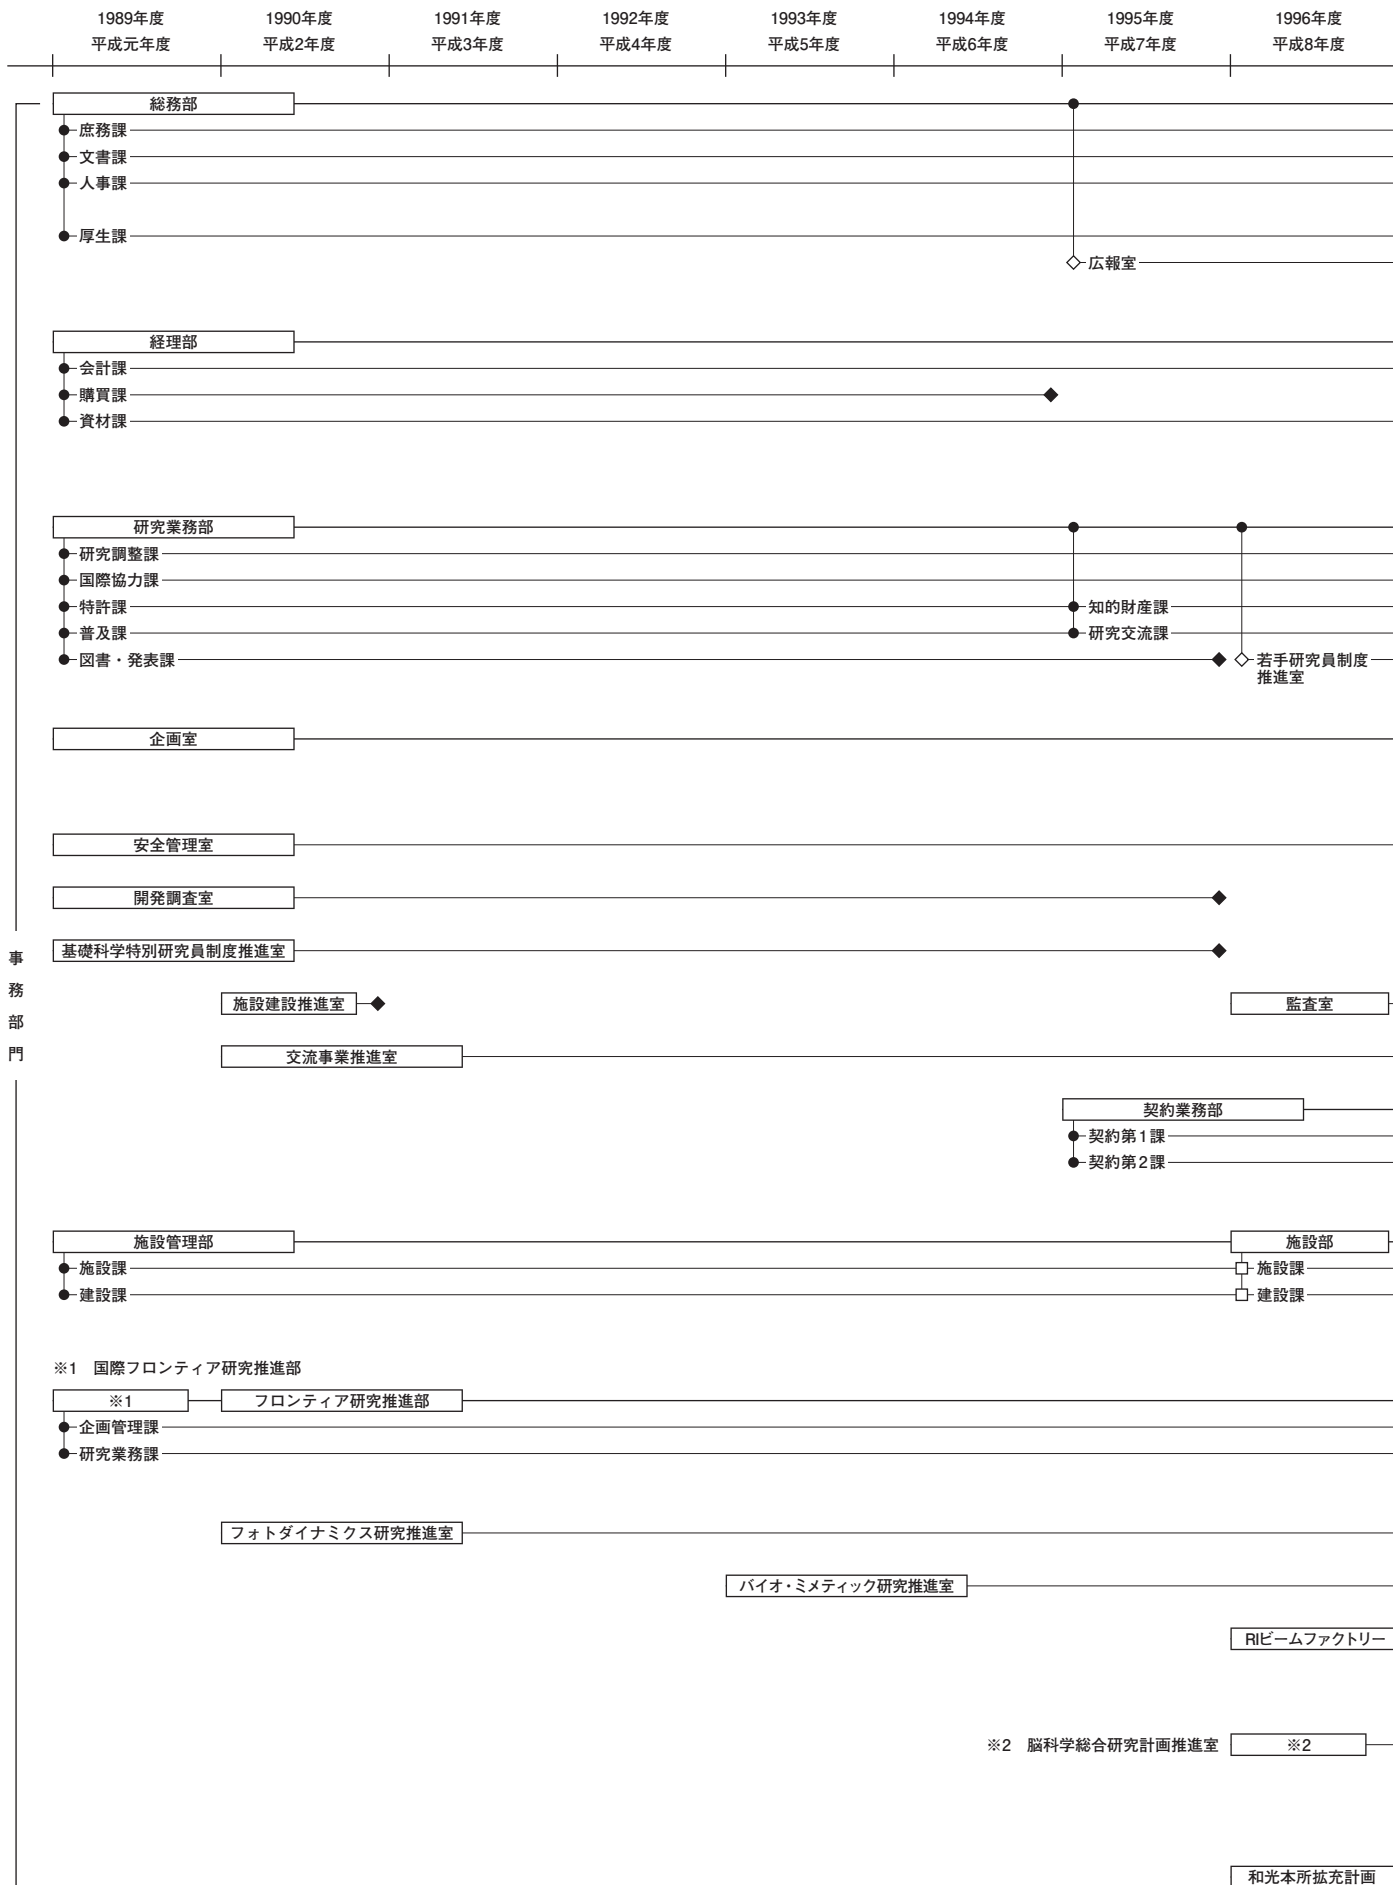 1989年度 1990年度 1991年度 1992年度 1993年度 1994年度 1995年度 1996年度
平成元年度 平成2年度 平成3年度 平成4年度 平成5年度 平成6年度 平成7年度 平成8年度
事務部門
総務部
庶務課
文書課
人事課
厚生課
広報室
経理部
会計課
購買課
資材課
研究業務部
研究調整課
国際協力課
特許課 知的財産課
普及課 研究交流課
図書・発表課 若手研究員制度
推進室
企画室
安全管理室
開発調査室
基礎科学特別研究員制度推進室
施設建設推進室 監査室
交流事業推進室
契約業務部
契約第1課
契約第2課
施設管理部 施設部
施設課 施設課
建設課 建設課
※1 国際フロンティア研究推進部
※1 フロンティア研究推進部
企画管理課
研究業務課
フォトダイナミクス研究推進室
バイオ・ミメティック研究推進室
RIビームファクトリー
※2 脳科学総合研究計画推進室 ※2
和光本所拡充計画